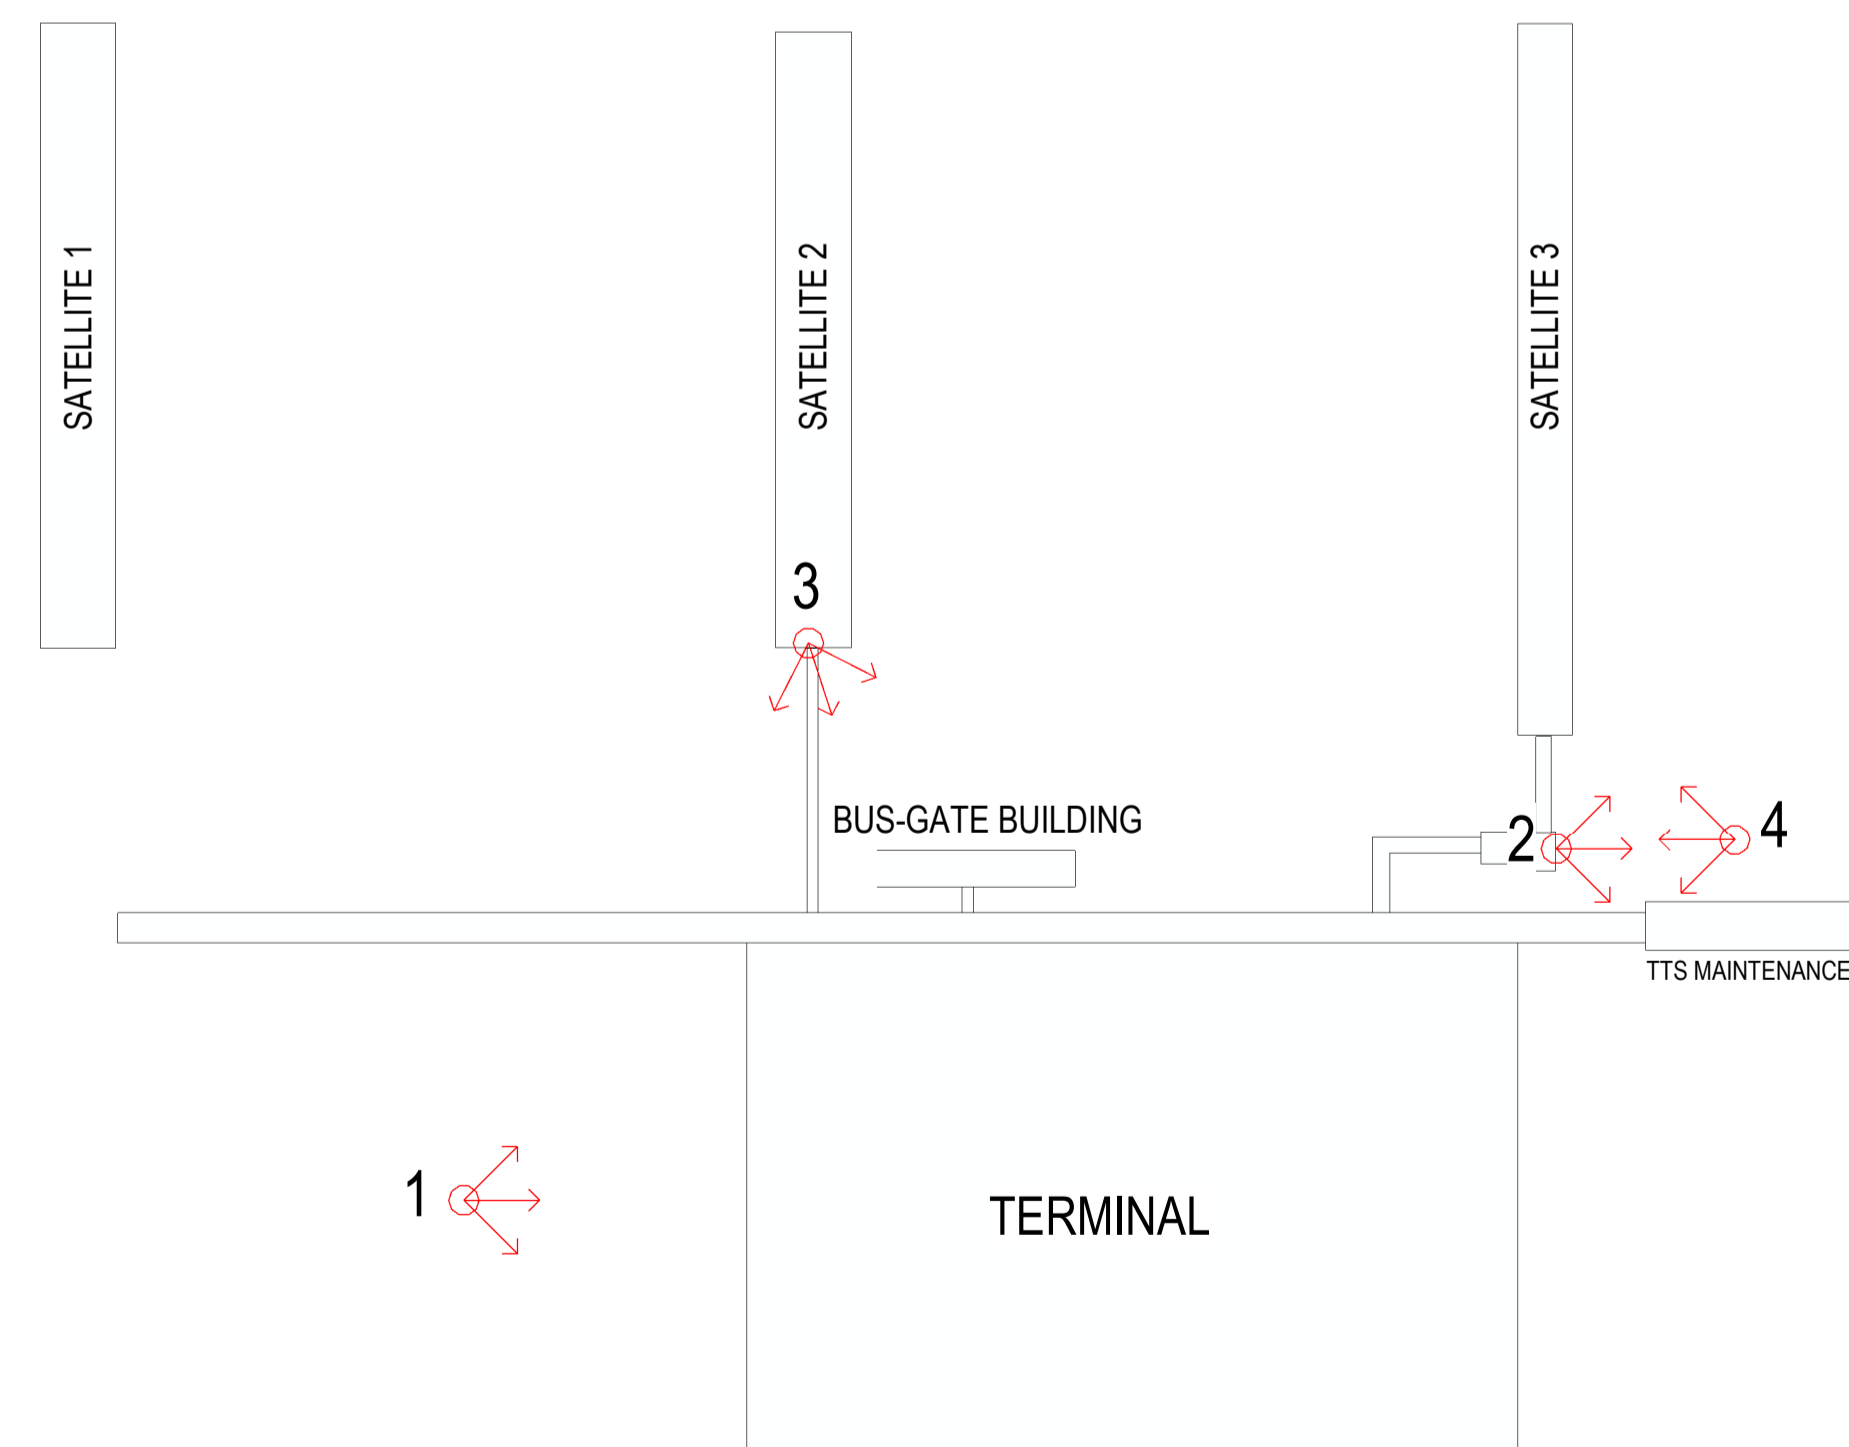 SATELLITE 1
SATELLITE 2
SATELLITE 3
3
BUS-GATE BUILDING
2
4
TTS MAINTENANCE
1
TERMINAL